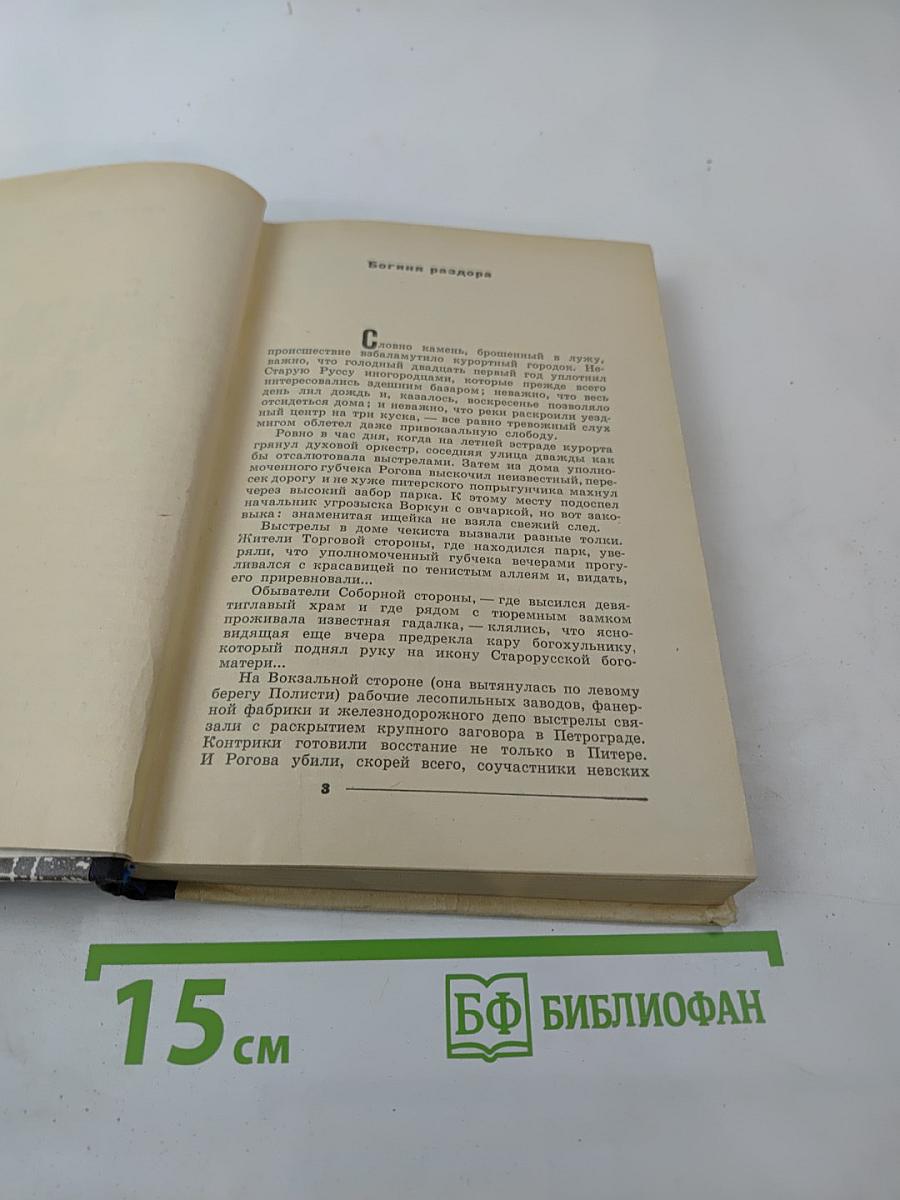 Богиня раздора
Словно камень, брошенный в лужу,
происшествие взбаламутило курортный городок. Не-
важно, что голодный двадцать первый год уплотнил
Старую Руссу иногородцами, которые прежде всего
интересовались здешним базаром; неважно, что весь
день лил дождь и, казалось, воскресенье позволяло
отсидеться дома; и неважно, что реки раскроили уезд-
ный центр на три куска, — все равно тревожный слух
мигом облетел даже привокзальную слободу.
Ровно в час дня, когда на летней эстраде курорта
грянул духовой оркестр, соседняя улица дважды как
бы отсалютовала выстрелами. Затем из дома уполно-
моченного губчека Рогова выскочил неизвестный, пере-
сек дорогу и не хуже питерского попрыгунчика махнул
через высокий забор парка. К этому месту подоспел
начальник угрозыска Воркун с овчаркой, но вот зако-
выка: знаменитая ищейка не взяла свежий след.
Выстрелы в доме чекиста вызвали разные толки.
Жители Торговой стороны, где находился парк, уве-
ряли, что уполномоченный губчека вечерами прогу-
ливался с красавицей по тенистым аллеям и, видать,
его приревновали...
Обыватели Соборной стороны, — где высился девя-
тиглавый храм и где рядом с тюремным замком
проживала известная гадалка, — клялись, что ясно-
видящая еще вчера предрекла кару богохульнику,
который поднял руку на икону Старорусской бого-
матери...
На Вокзальной стороне (она вытянулась по левому
берегу Полисти) рабочие лесопильных заводов, фанер-
ной фабрики и железнодорожного депо выстрелы свя-
зали с раскрытием крупного заговора в Петрограде.
Контрики готовили восстание не только в Питере.
И Рогова убили, скорей всего, соучастники невских
3
15 см
БФ БИБЛИОФАН